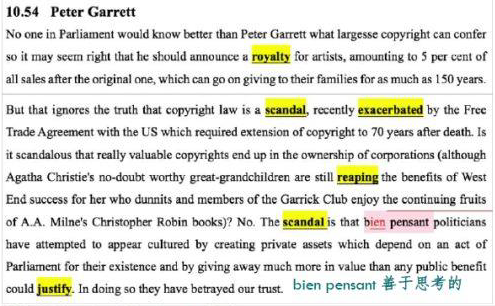 10.54 Peter Garrett
No one in Parliament would know better than Peter Garrett what largesse copyright can confer
so it may seem right that he should announce a royalty for artists, amounting to 5 per cent of
all sales after the original one, which can go on giving to their families for as much as 150 years.
But that ignores the truth that copyright law is a scandal, recently exacerbated by the Free
Trade Agreement with the US which required extension of copyright to 70 years after death. Is
it scandalous that really valuable copyrights end up in the ownership of corporations (although
Agatha Christie's no-doubt worthy great-grandchildren are still reaping the benefits of West
End success for her who dunnits and members of the Garrick Club enjoy the continuing fruits
of A.A. Milne's Christopher Robin books)? No. The scandal is that bien pensant politicians
have attempted to appear cultured by creating private assets which depend on an act of
Parliament for their existence and by giving away much more in value than any public benefit
could justify. In doing so they have betrayed our trust. bien pensant 善于思考的